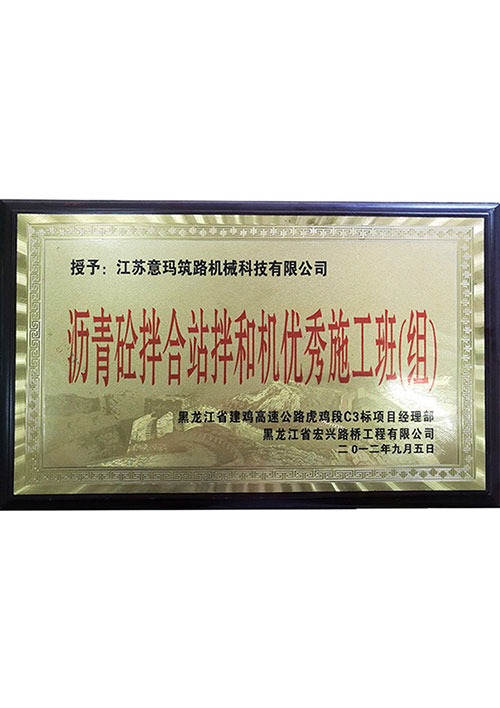 授予：江苏意玛筑路机械科技有限公司
沥青砼拌合站拌和机优秀施工班(组)
黑龙江省建鸡高速公路虎鸡段C3标项目经理部
黑龙江省宏兴路桥工程有限公司
二0一二年九月五日